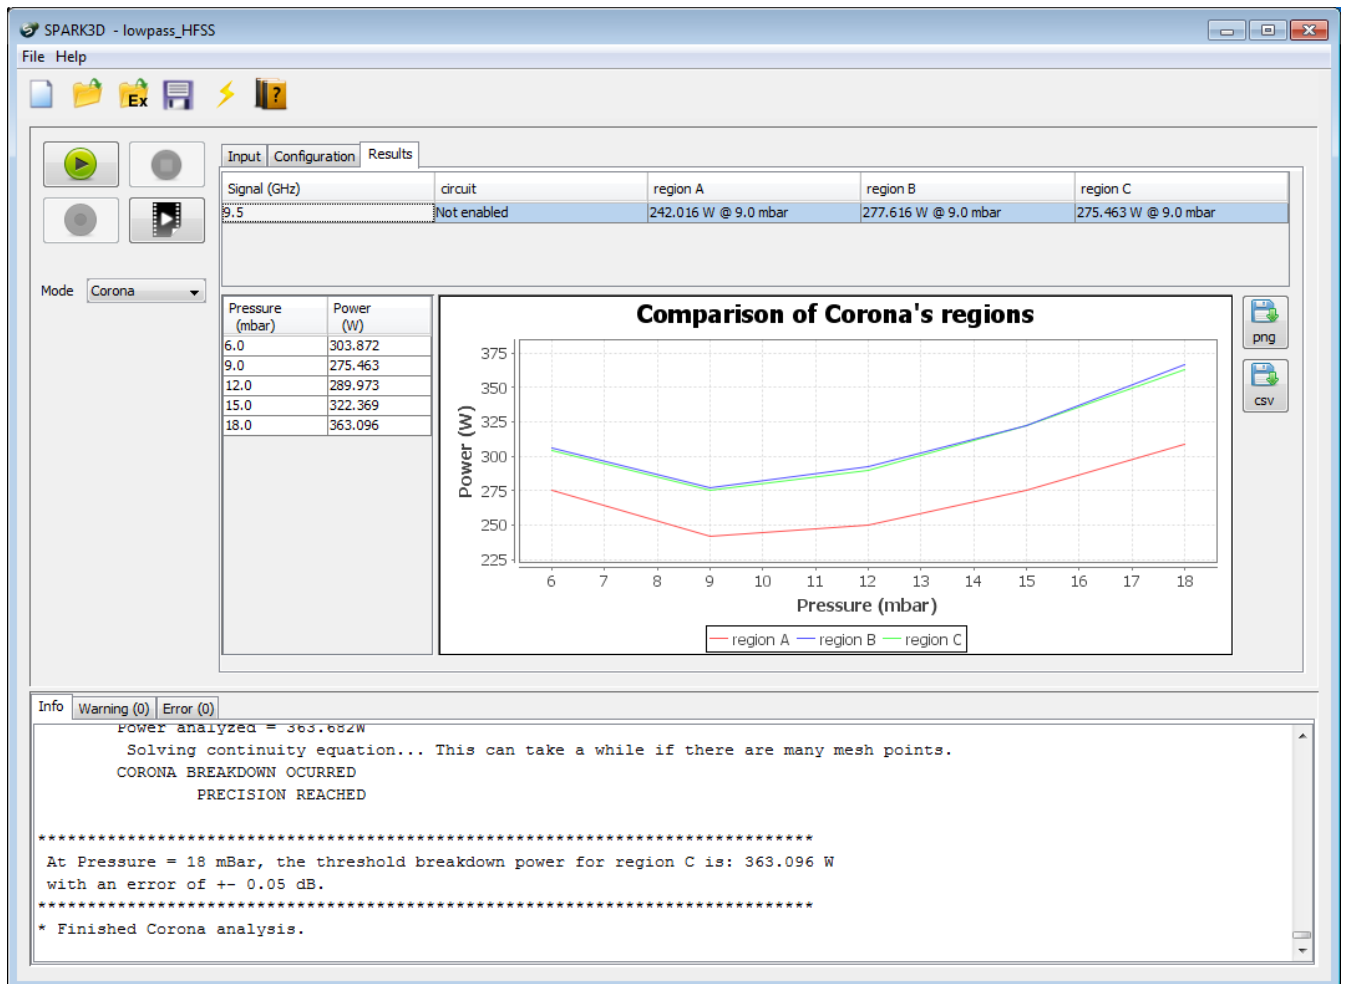 SPARK3D - lowpass_HFSS
File Help
Ex
?
Input Configuration Results
Signal (GHz) circuit region A region B region C
9.5 Not enabled 242.016 W @ 9.0 mbar 277.616 W @ 9.0 mbar 275.463 W @ 9.0 mbar
Mode Corona
Pressure (mbar) Power (W)
6.0 303.872
9.0 275.463
12.0 289.973
15.0 322.369
18.0 363.096
Comparison of Corona's regions
375
350
325
300
275
250
225
Power (W)
6 7 8 9 10 11 12 13 14 15 16 17 18
Pressure (mbar)
region A region B region C
png
csv
Info Warning (0) Error (0)
Power analyzed = 363.682W
Solving continuity equation... This can take a while if there are many mesh points.
CORONA BREAKDOWN OCURRED
PRECISION REACHED
******************************************************************************
At Pressure = 18 mBar, the threshold breakdown power for region C is: 363.096 W
with an error of +- 0.05 dB.
******************************************************************************
* Finished Corona analysis.